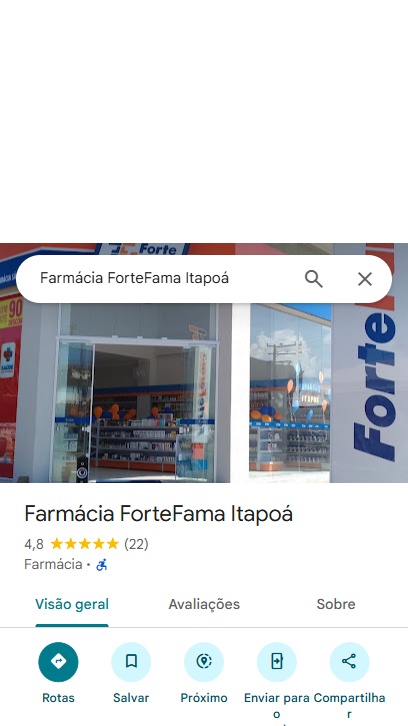 Forte
Farmácia ForteFama Itapoá
90
Forte
ITAPOÁ
Farmácia ForteFama Itapoá
4,8 ★★★★★ (22)
Farmácia ·
Visão geral Avaliações Sobre
Rotas Salvar Próximo Enviar para o Compartilhar